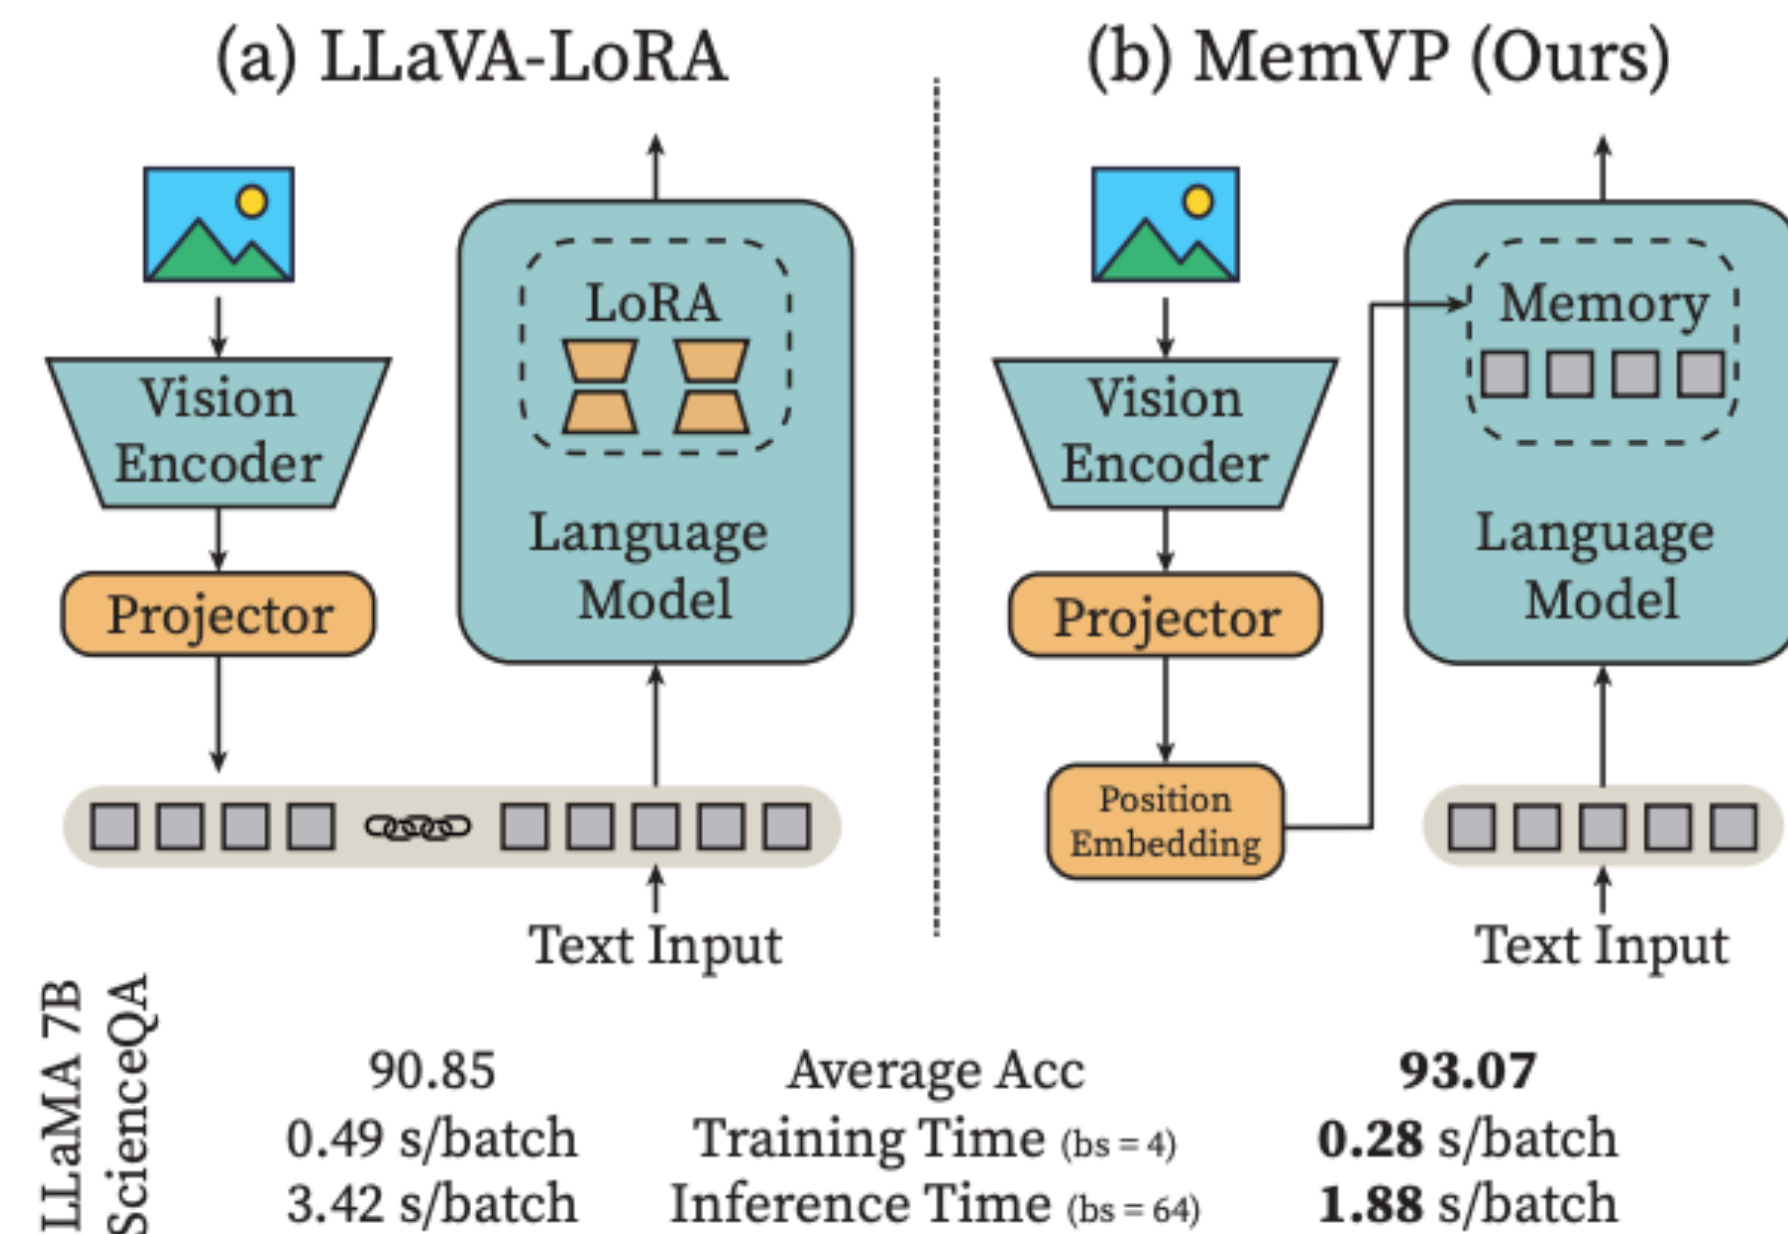 (a) LLaVA-LoRA
LoRA
Vision
Encoder
Language
Model
Projector
Text Input
(b) MemVP (Ours)
Memory
Vision
Encoder
Language
Model
Projector
Position
Embedding
Text Input
LLaMA 7B
ScienceQA
90.85 Average Acc 93.07
0.49 s/batch Training Time (bs = 4) 0.28 s/batch
3.42 s/batch Inference Time (bs = 64) 1.88 s/batch